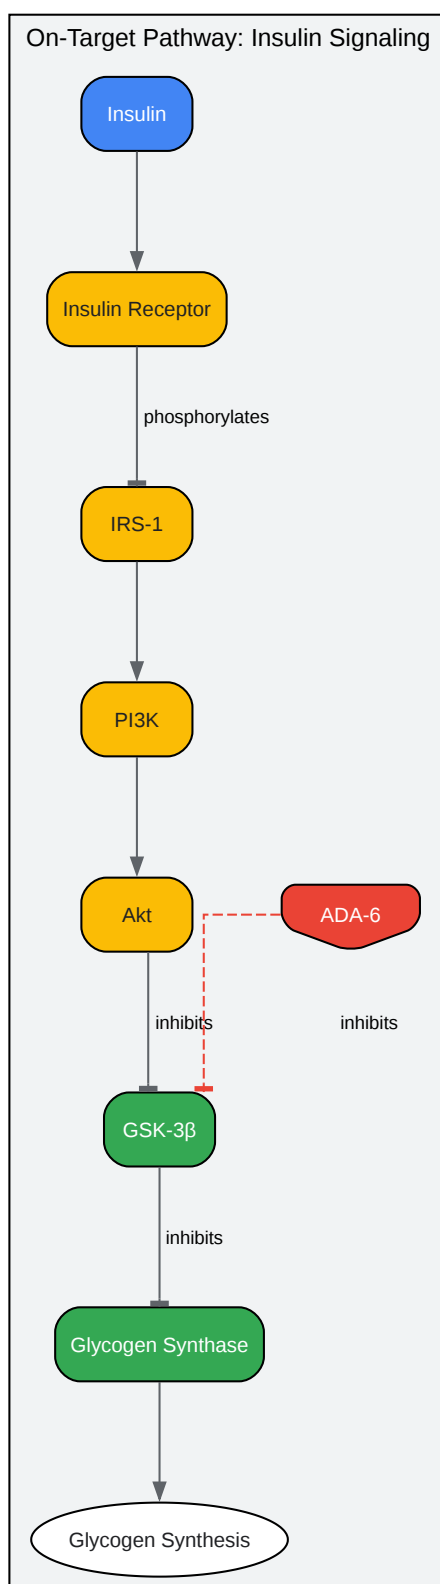 On-Target Pathway: Insulin Signaling
Insulin
Insulin Receptor
phosphorylates
IRS-1
PI3K
Akt
ADA-6
inhibits
inhibits
GSK-3β
inhibits
Glycogen Synthase
Glycogen Synthesis